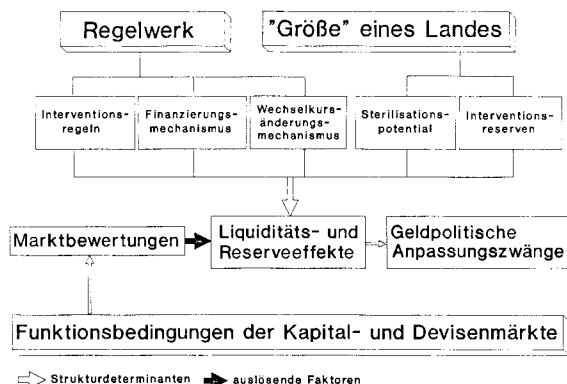 Regelwerk
"Größe" eines Landes
Interventions-
regeln
Finanzierungs-
mechanismus
Wechselkurs-
änderungs-
mechanismus
Sterilisations-
potential
Interventions-
reserven
Marktbewertungen
Liquiditäts- und
Reserveeffekte
Geldpolitische
Anpassungszwänge
Funktionsbedingungen der Kapital- und Devisenmärkte
Strukturdeterminanten
auslösende Faktoren